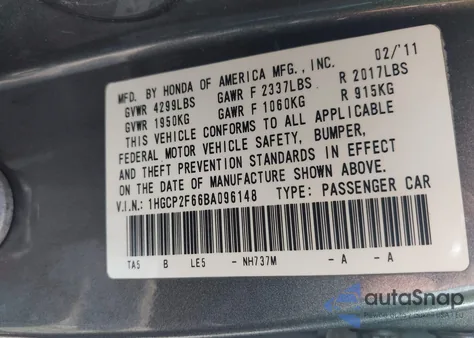 MFD. BY HONDA OF AMERICA MFG., INC. 02/'11
GVWR 4299LBS GAWR F 2337LBS R 2017LBS
GVWR 1950KG GAWR F 1060KG R 915KG
THIS VEHICLE CONFORMS TO ALL APPLICABLE
FEDERAL MOTOR VEHICLE SAFETY, BUMPER,
AND THEFT PREVENTION STANDARDS IN EFFECT
ON THE DATE OF MANUFACTURE SHOWN ABOVE.
V.I.N.: 1HGCP2F66BA096148 TYPE: PASSENGER CAR
TA5 B LE5 - NH737M - A - A
autoSnap